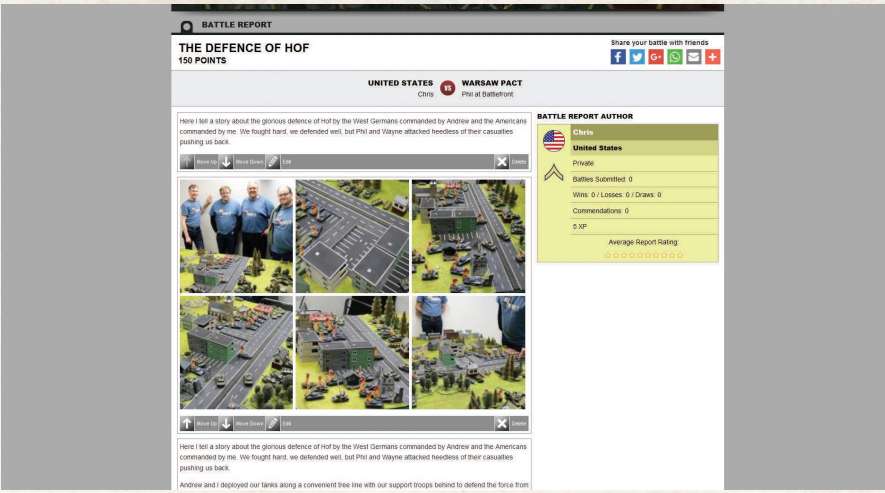 BATTLE REPORT
THE DEFENCE OF HOF
150 POINTS
Share your battle with friends
UNITED STATES
Chris
VS
WARSAW PACT
Phil at Battlefront
Here I tell a story about the glorious defence of Hof by the West Germans commanded by Andrew and the Americans
commanded by me. We fought hard, we defended well, but Phil and Wayne attacked heedless of their casualties
pushing us back.
Move Up Move Down Edit Delete
BATTLE REPORT AUTHOR
Chris
United States
Private
Battles Submitted: 0
Wins: 0 / Losses: 0 / Draws: 0
Commendations: 0
5 XP
Average Report Rating:
Move Up Move Down Edit Delete
Here I tell a story about the glorious defence of Hof by the West Germans commanded by Andrew and the Americans
commanded by me. We fought hard, we defended well, but Phil and Wayne attacked heedless of their casualties
pushing us back.
Andrew and I deployed our tanks along a convenient tree line with our support troops behind to defend the force from